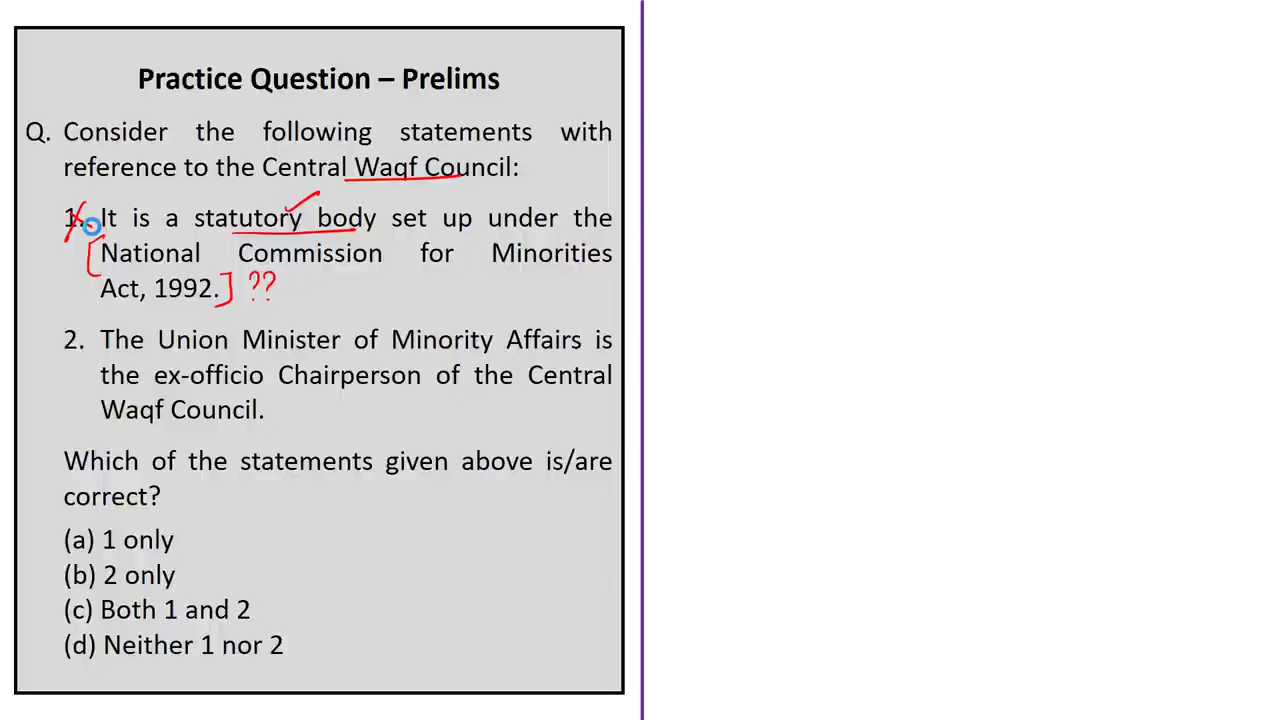 Practice Question – Prelims
Q. Consider the following statements with
reference to the Central Waqf Council:
1. It is a statutory body set up under the
National Commission for Minorities
Act, 1992. ??
2. The Union Minister of Minority Affairs is
the ex-officio Chairperson of the Central
Waqf Council.
Which of the statements given above is/are
correct?
(a) 1 only
(b) 2 only
(c) Both 1 and 2
(d) Neither 1 nor 2